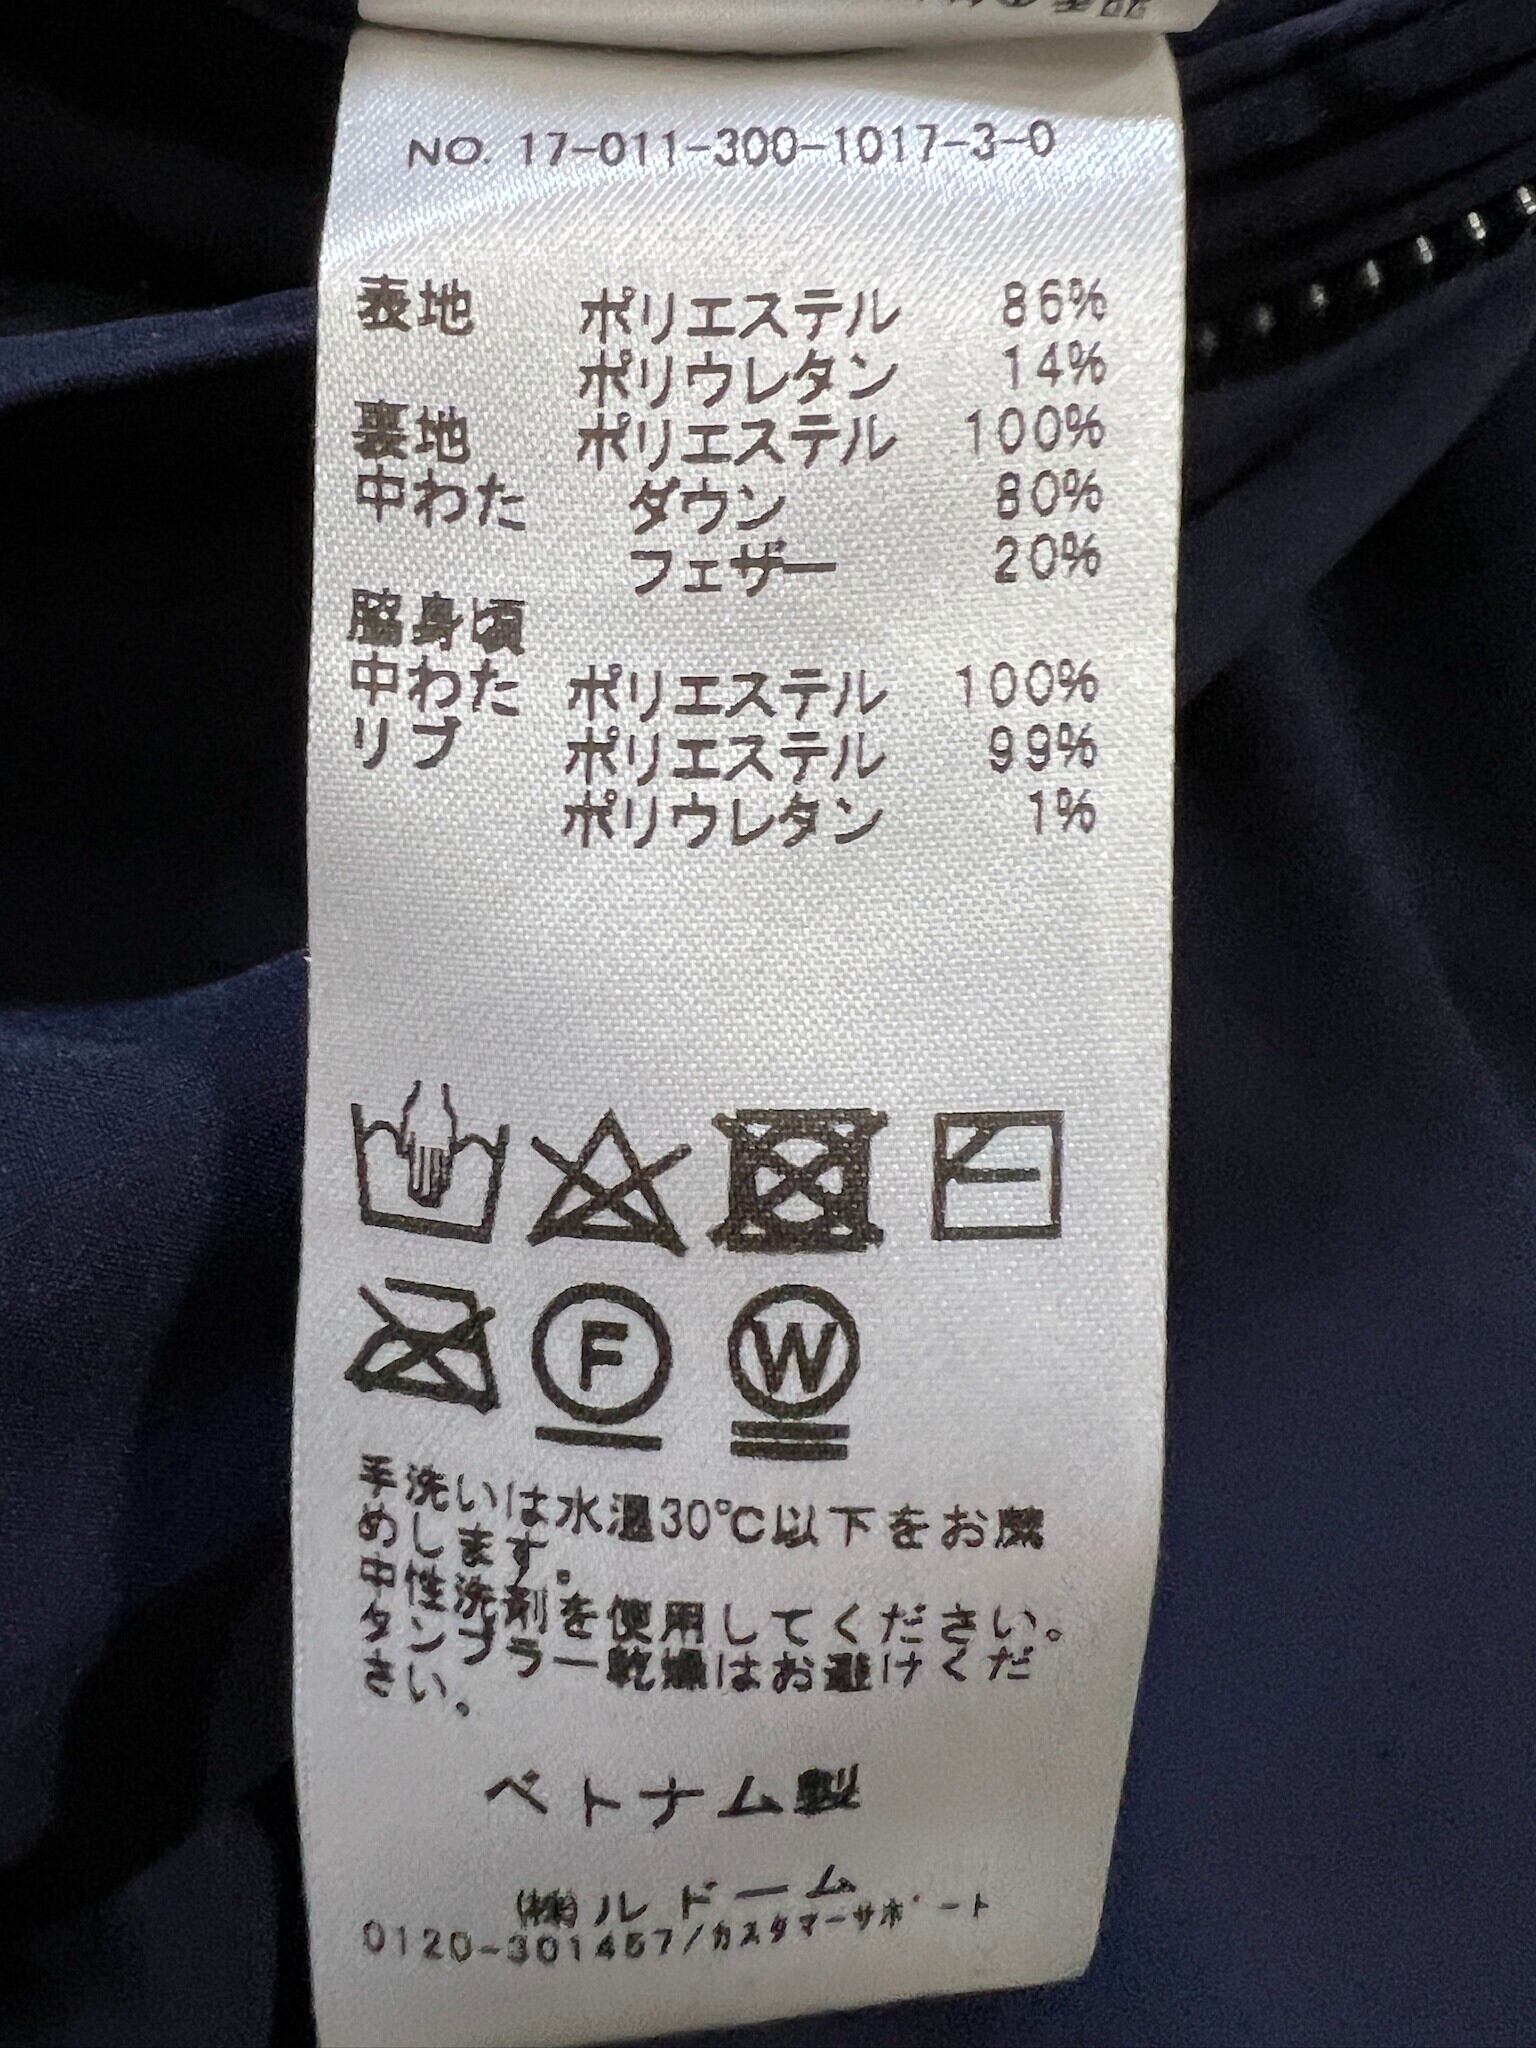 NO. 17-011-300-1017-3-0
表地 ポリエステル 86%
ポリウレタン 14%
裏地 ポリエステル 100%
中わた ダウン 80%
フェザー 20%
脇身頃
中わた ポリエステル 100%
リブ ポリエステル 99%
ポリウレタン 1%
F W
手洗いは水温30℃以下をお薦
めします。
中性洗剤を使用してください。
タンブラー乾燥はお避けくだ
さい。
ベトナム製
(株)ルドーム
0120-301457/カスタマーサポート